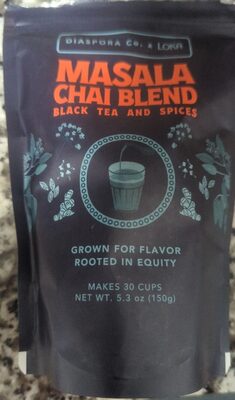 DIASPORA CO. x LOKA
MASALA
CHAI BLEND
BLACK TEA AND SPICES
GROWN FOR FLAVOR
ROOTED IN EQUITY
MAKES 30 CUPS
NET WT. 5.3 oz (150g)